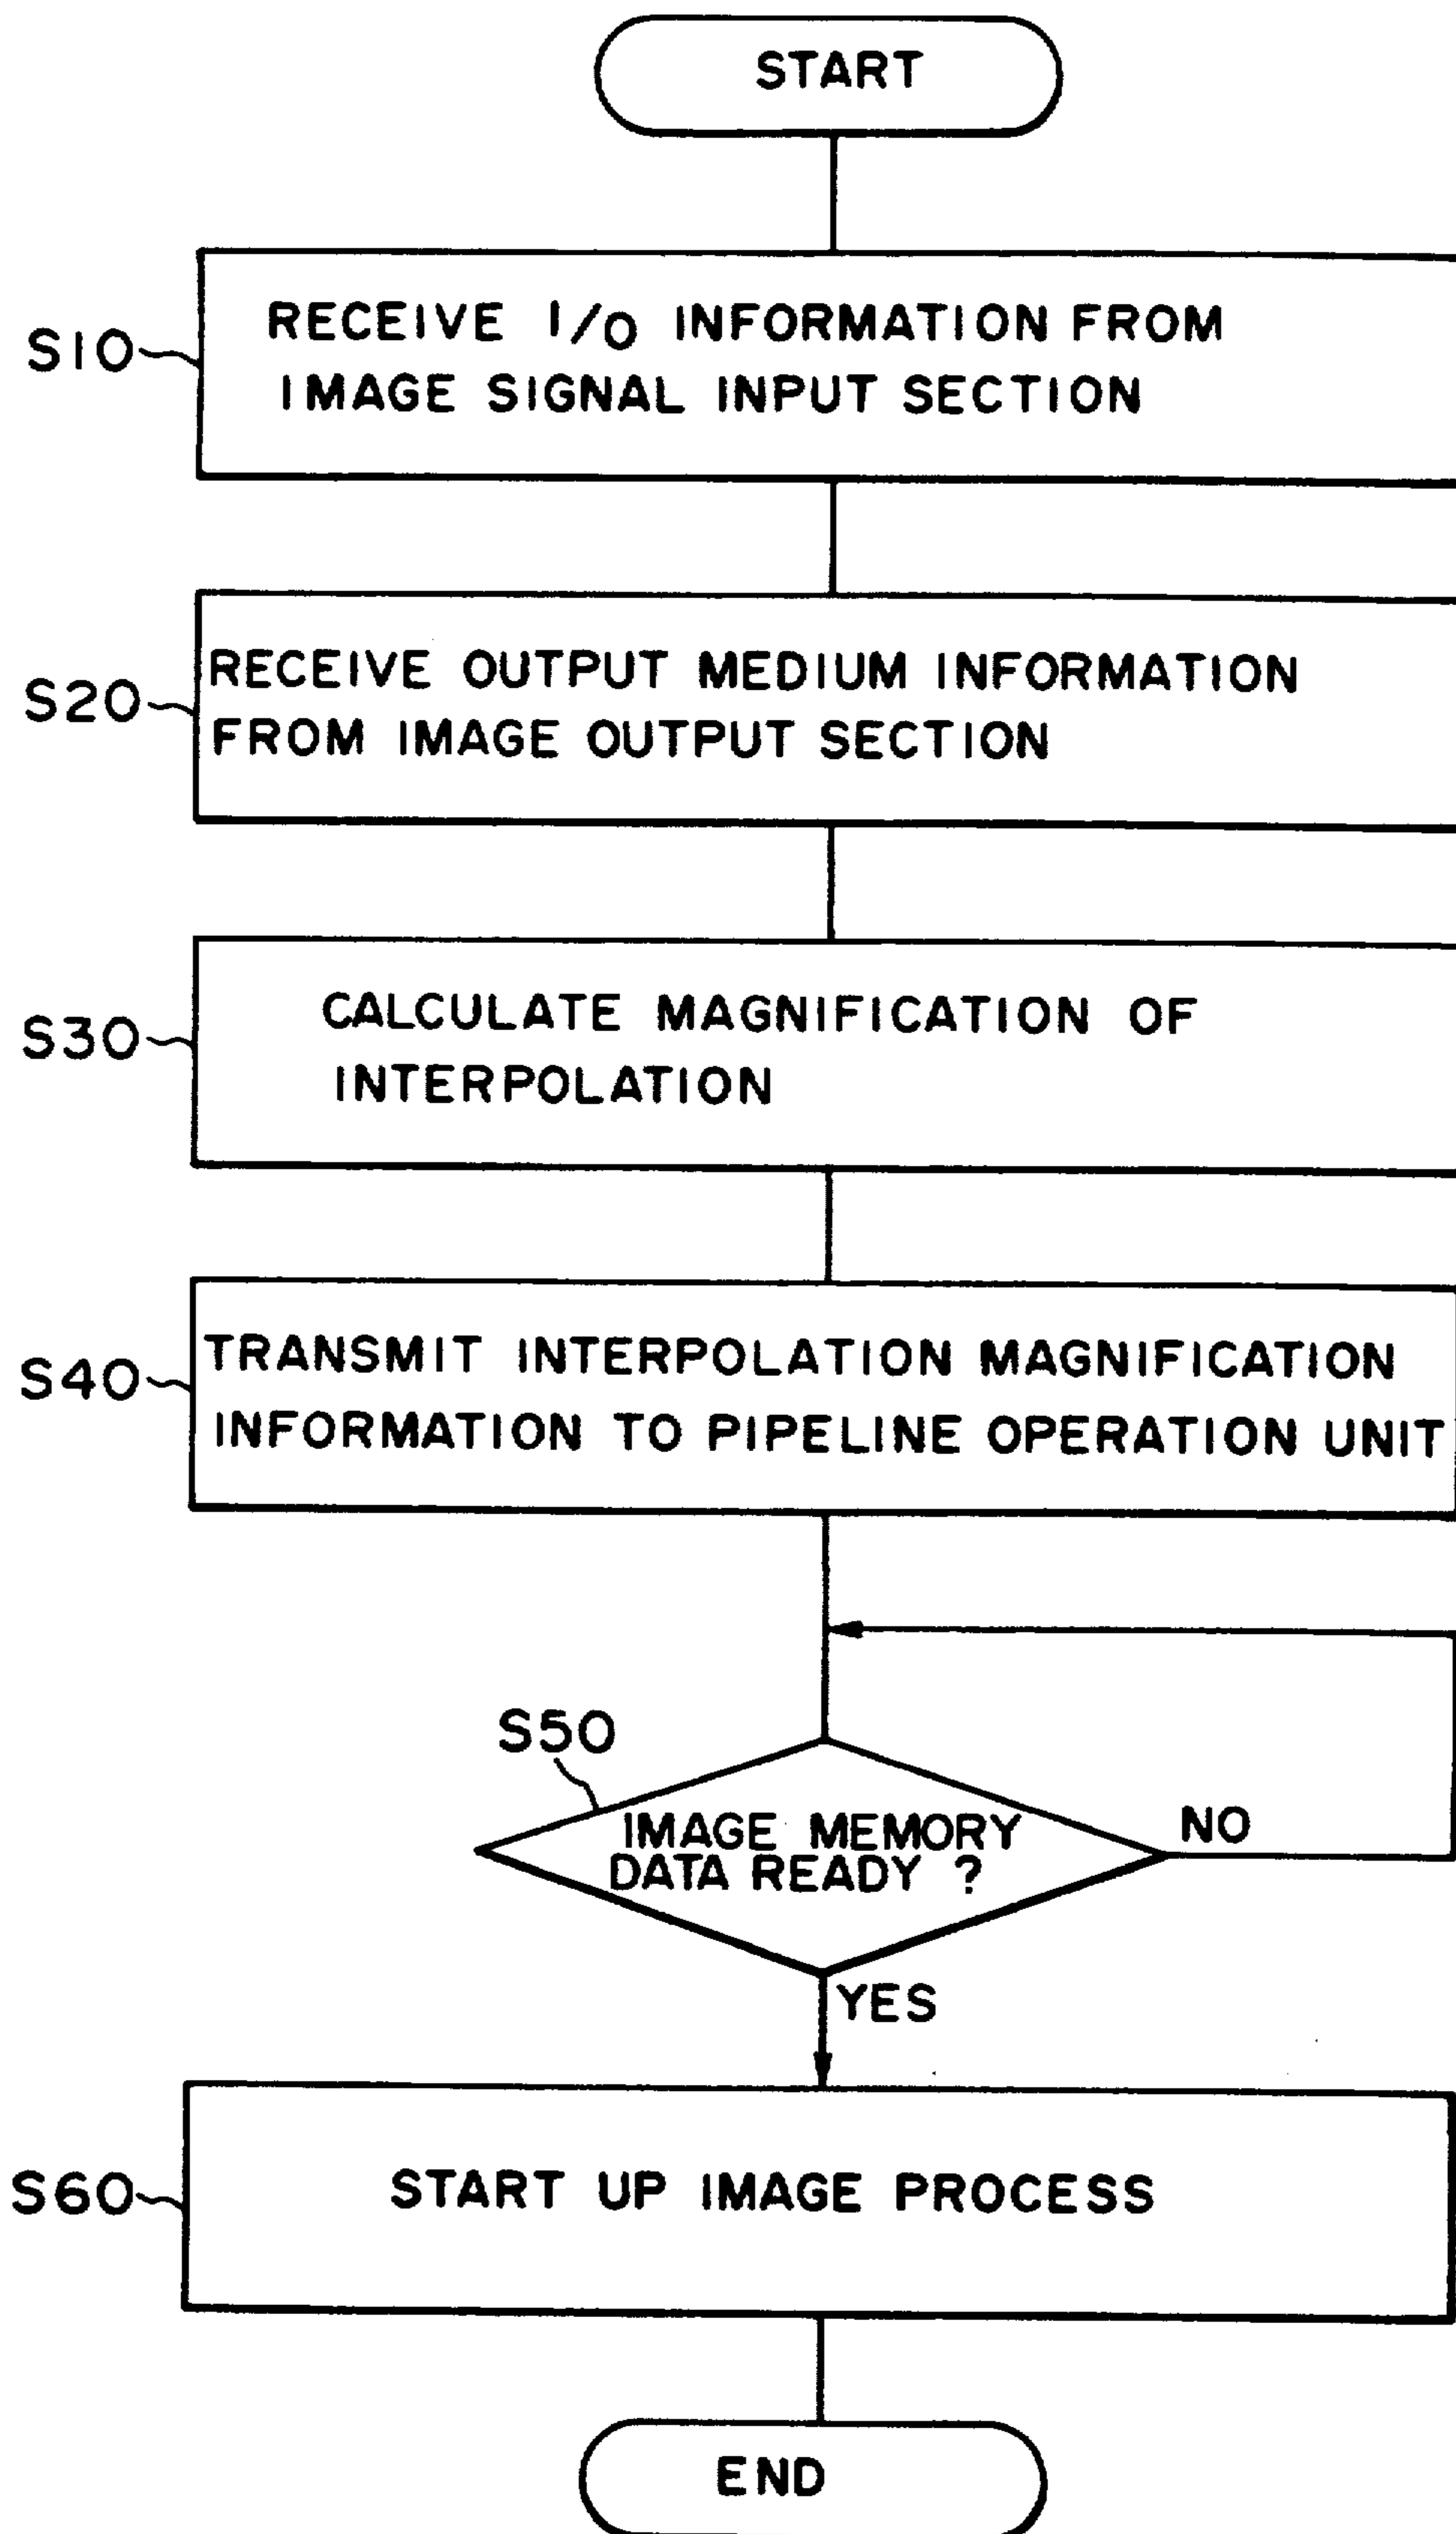 START
S10
RECEIVE I/O INFORMATION FROM
IMAGE SIGNAL INPUT SECTION
S20
RECEIVE OUTPUT MEDIUM INFORMATION
FROM IMAGE OUTPUT SECTION
S30
CALCULATE MAGNIFICATION OF
INTERPOLATION
S40
TRANSMIT INTERPOLATION MAGNIFICATION
INFORMATION TO PIPELINE OPERATION UNIT
S50
IMAGE MEMORY
DATA READY ?
NO
YES
S60
START UP IMAGE PROCESS
END